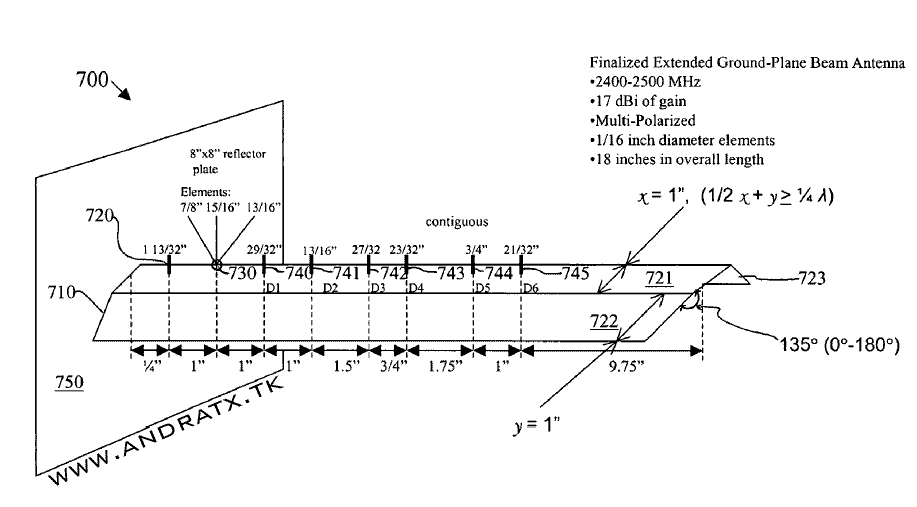 Finalized Extended Ground-Plane Beam Antenna
•2400-2500 MHz
•17 dBi of gain
•Multi-Polarized
•1/16 inch diameter elements
•18 inches in overall length
700
8"x8" reflector
plate
Elements:
7/8" 15/16" 13/16"
x = 1", (1/2 x + y ≥ ¼ λ)
contiguous
720
1 13/32" 29/32" 13/16" 27/32 23/32" 3/4" 21/32"
730 740 741 742 743 744 745 721 723
710
D1 D2 D3 D4 D5 D6
722
135° (0°-180°)
¼" 1" 1" 1" 1.5" 3/4" 1.75" 1" 9.75"
750
y = 1"
WWW.ANDRATX.TK